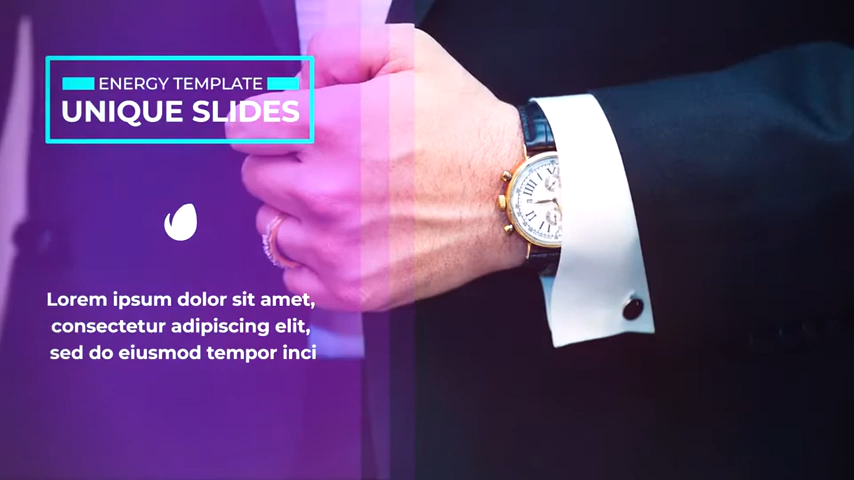 ENERGY TEMPLATE
UNIQUE SLIDES
Lorem ipsum dolor sit amet,
consectetur adipiscing elit,
sed do eiusmod tempor inci